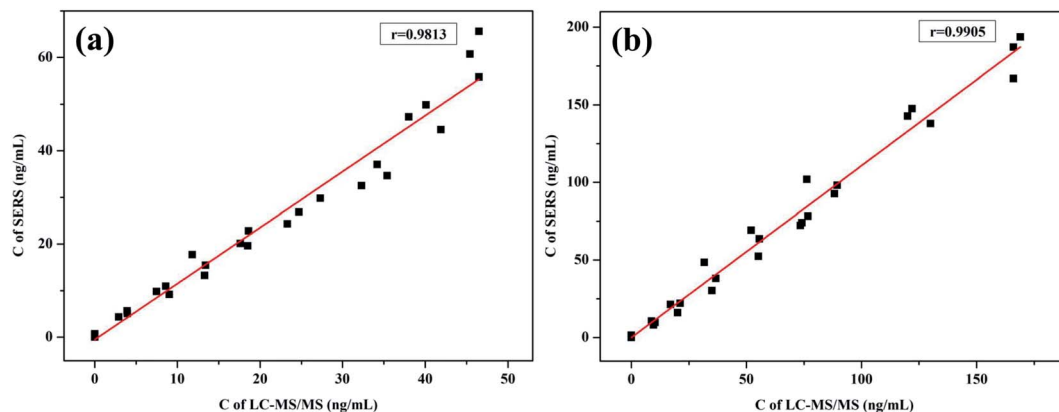 (a)
r=0.9813
60
40
20
0
C of SERS (ng/mL)
0 10 20 30 40 50
C of LC-MS/MS (ng/mL)
(b)
r=0.9905
200
150
100
50
0
C of SERS (ng/mL)
0 50 100 150
C of LC-MS/MS (ng/mL)